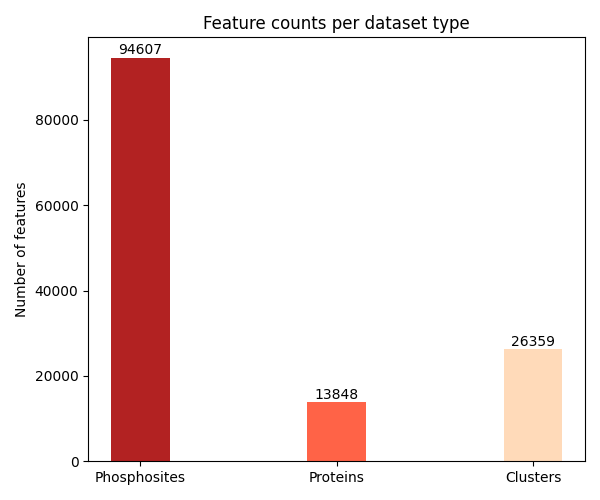 Feature counts per dataset type
Number of features
80000
60000
40000
20000
0
94607
13848
26359
Phosphosites
Proteins
Clusters